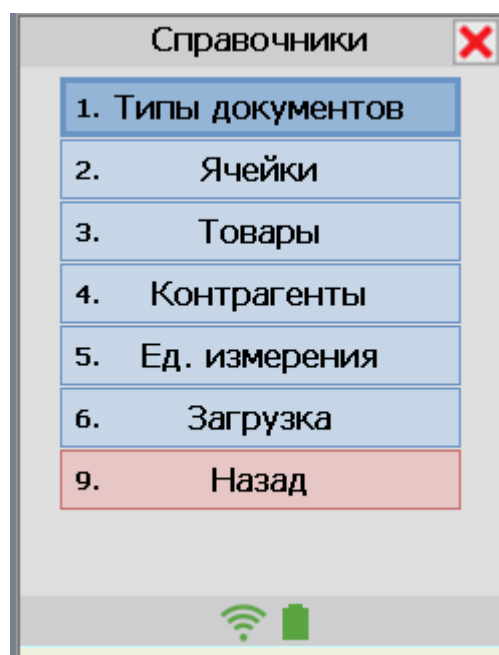 Справочники
1. Типы документов
2. Ячейки
3. Товары
4. Контрагенты
5. Ед. измерения
6. Загрузка
9. Назад